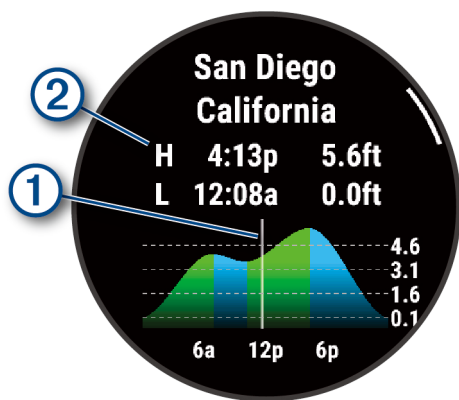 San Diego
California
2
H 4:13p 5.6ft
1
L 12:08a 0.0ft
4.6
3.1
1.6
0.1
6a 12p 6p